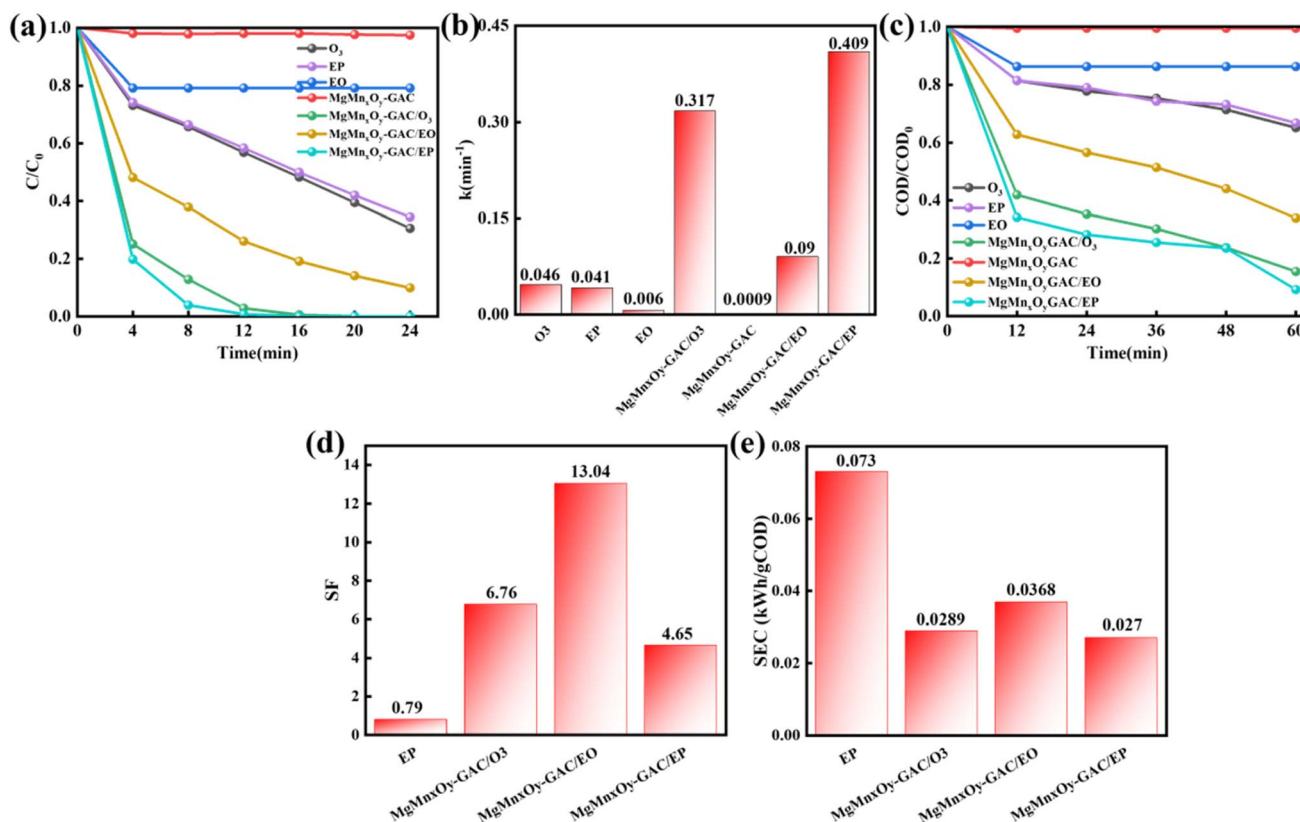 (a)
1.0
0.8
0.6
0.4
0.2
0.0
C/C₀
0 4 8 12 16 20 24
Time(min)
O₃
EP
EO
MgMnₓOᵧ-GAC
MgMnₓOᵧ-GAC/O₃
MgMnₓOᵧ-GAC/EO
MgMnₓOᵧ-GAC/EP
(b)
0.45
0.30
0.15
0.00
k(min⁻¹)
0.046
0.041
0.006
0.317
0.0009
0.09
0.409
O3
EP
EO
MgMnxOy-GAC/O3
MgMnxOy-GAC
MgMnxOy-GAC/EO
MgMnxOy-GAC/EP
(c)
1.0
0.8
0.6
0.4
0.2
0.0
COD/COD₀
0 12 24 36 48 60
Time(min)
O₃
EP
EO
MgMnₓOᵧGAC/O₃
MgMnₓOᵧGAC
MgMnₓOᵧGAC/EO
MgMnₓOᵧGAC/EP
(d)
14
12
10
8
6
4
2
0
SF
0.79
6.76
13.04
4.65
EP
MgMnxOy-GAC/O3
MgMnxOy-GAC/EO
MgMnxOy-GAC/EP
(e)
0.08
0.06
0.04
0.02
0.00
SEC (kWh/gCOD)
0.073
0.0289
0.0368
0.027
EP
MgMnxOy-GAC/O3
MgMnxOy-GAC/EO
MgMnxOy-GAC/EP